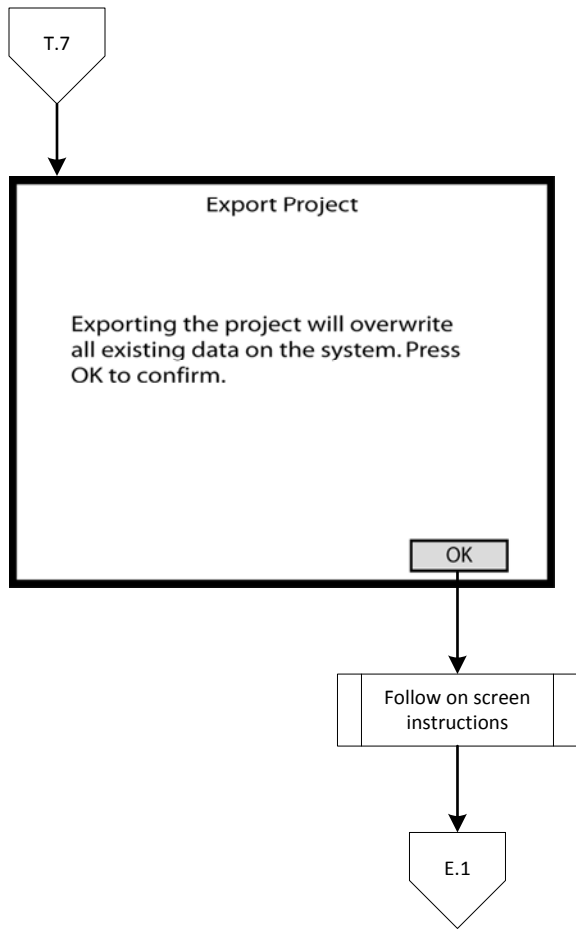 T.7
Export Project
Exporting the project will overwrite
all existing data on the system. Press
OK to confirm.
OK
Follow on screen
instructions
E.1